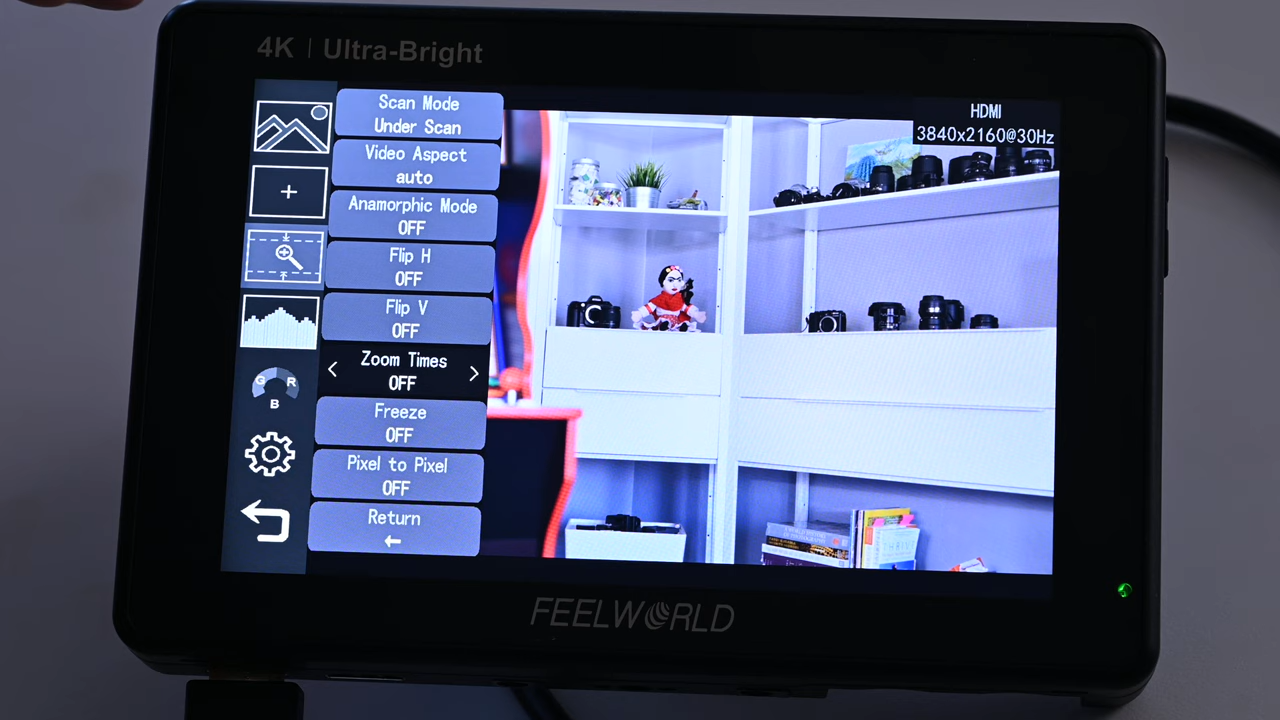 4K | Ultra-Bright
Scan Mode
Under Scan
Video Aspect
auto
Anamorphic Mode
OFF
Flip H
OFF
Flip V
OFF
< Zoom Times >
OFF
Freeze
OFF
Pixel to Pixel
OFF
Return
←
G R
B
HDMI
3840x2160@30Hz
THRIVE
FEELWORLD